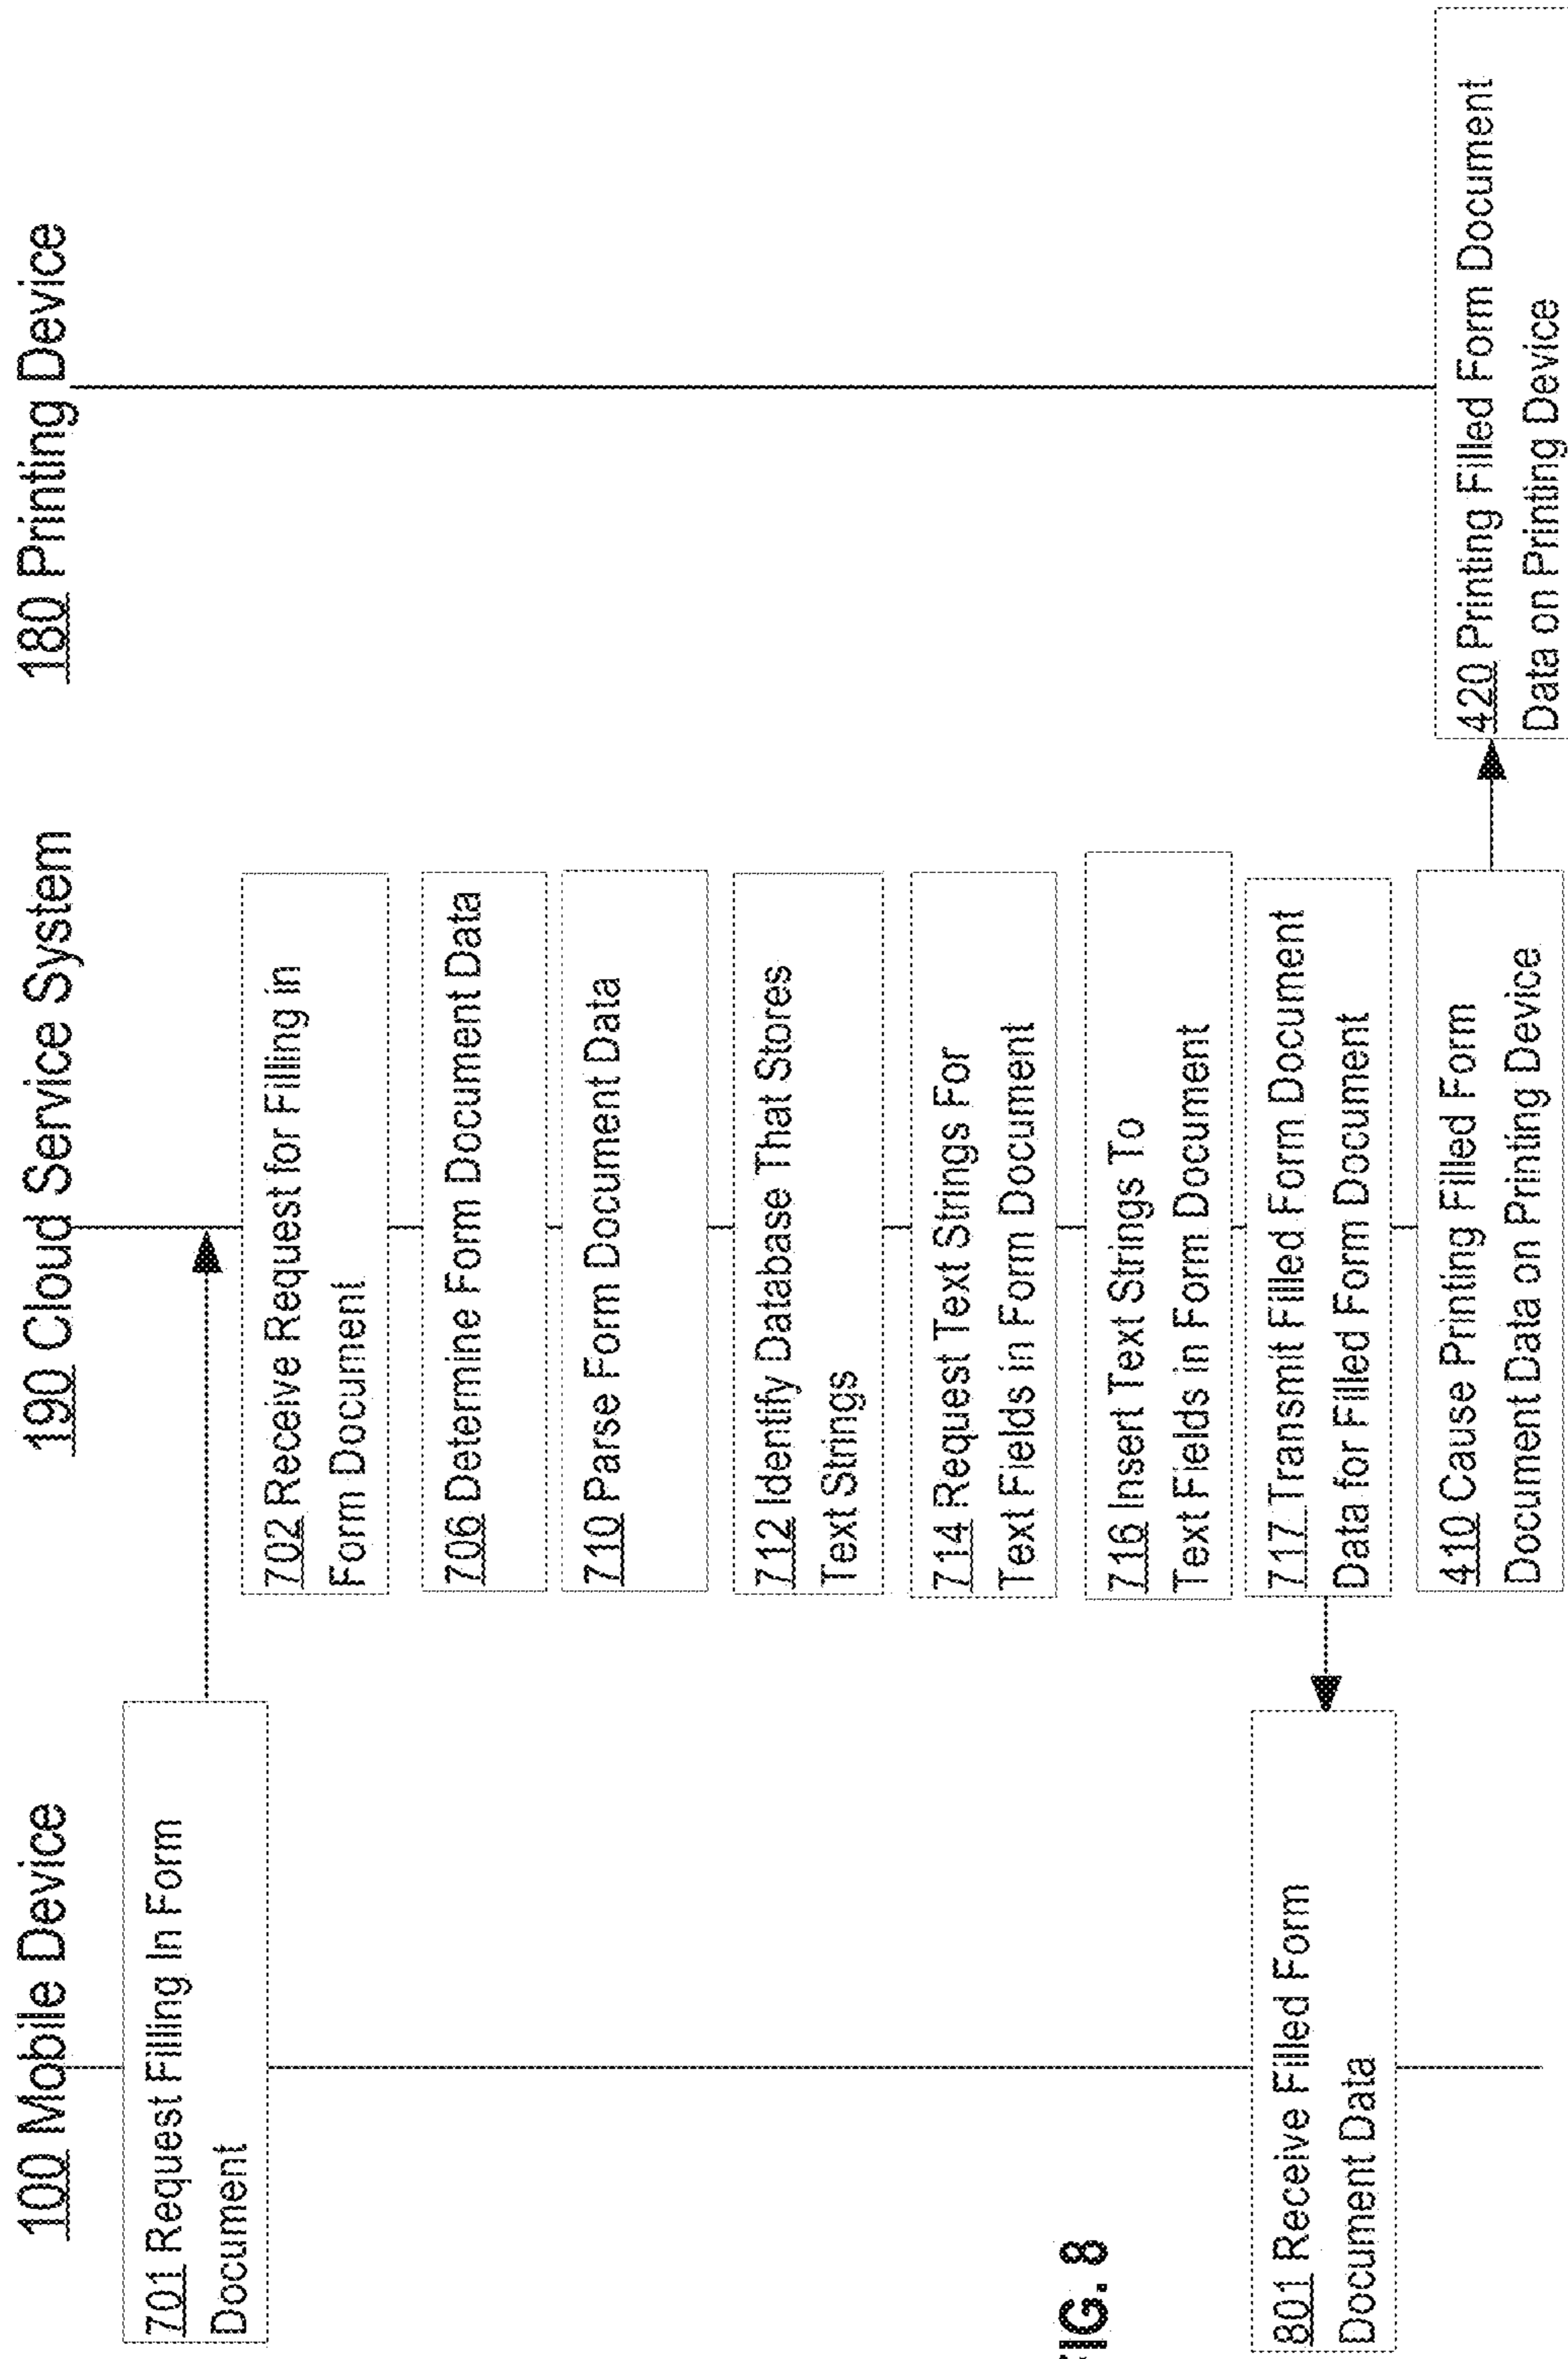 100 Mobile Device
190 Cloud Service System
180 Printing Device
701 Request Filling In Form
Document
702 Receive Request for Filling in
Form Document
706 Determine Form Document Data
710 Parse Form Document Data
712 Identify Database That Stores
Text Strings
714 Request Text Strings For
Text Fields in Form Document
716 Insert Text Strings To
Text Fields in Form Document
717 Transmit Filled Form Document
Data for Filled Form Document
801 Receive Filled Form
Document Data
410 Cause Printing Filled Form
Document Data on Printing Device
420 Printing Filled Form Document
Data on Printing Device
FIG. 8